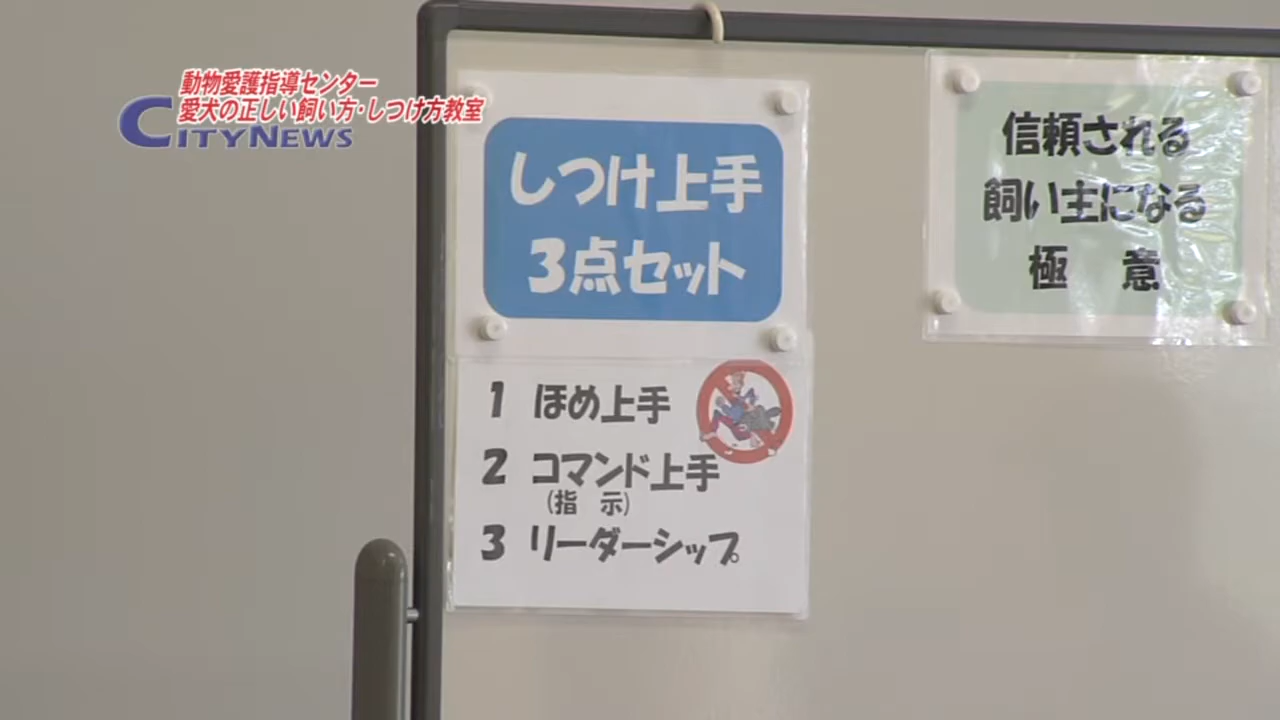 動物愛護指導センター
愛犬の正しい飼い方・しつけ方教室
CITYNEWS
しつけ上手
3点セット
1 ほめ上手
2 コマンド上手
(指 示)
3 リーダーシップ
信頼される
飼い主になる
極 意